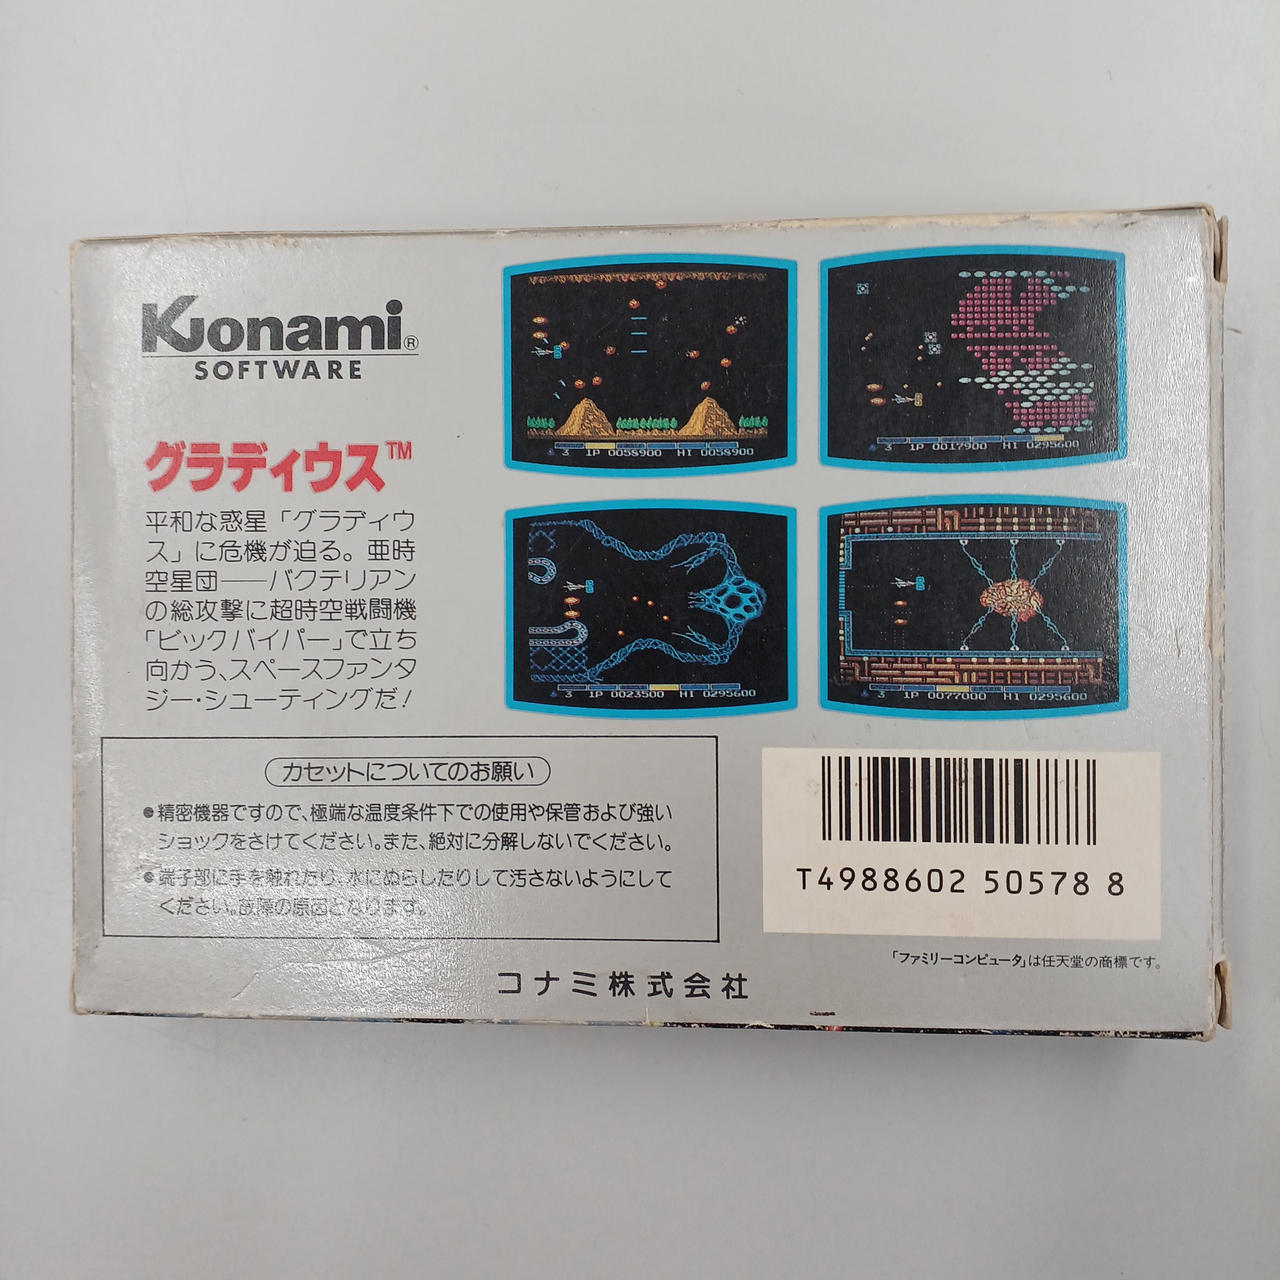 Konami®
SOFTWARE
グラディウス™
平和な惑星「グラディウ
ス」に危機が迫る。亜時
空星団──バクテリアン
の総攻撃に超時空戦闘機
「ビックバイパー」で立ち
向かう、スペースファンタ
ジー・シューティングだ!
3 1P 0058900 HI 0058900
3 1P 0017900 HI 0295600
3 1P 0023500 HI 0295600
3 1P 0077000 HI 0295600
カセットについてのお願い
●精密機器ですので、極端な温度条件下での使用や保管および強い
ショックをさけてください。また、絶対に分解しないでください。
●端子部に手を触れたり、水にぬらしたりして汚さないようにして
ください。故障の原因となります。
T4988602 50578 8
「ファミリーコンピュータ」は任天堂の商標です。
コナミ株式会社